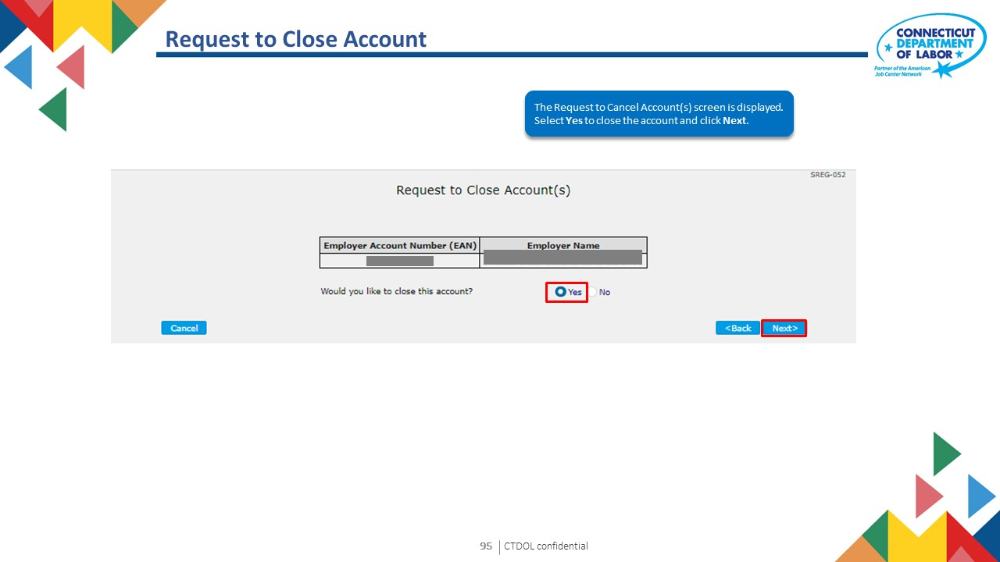 Request to Close Account
CONNECTICUT
DEPARTMENT
OF LABOR
Partner of the American
Job Center Network
The Request to Cancel Account(s) screen is displayed.
Select Yes to close the account and click Next.
SREG-052
Request to Close Account(s)
Employer Account Number (EAN) Employer Name
Would you like to close this account? Yes No
Cancel <Back Next>
95 CTDOL confidential